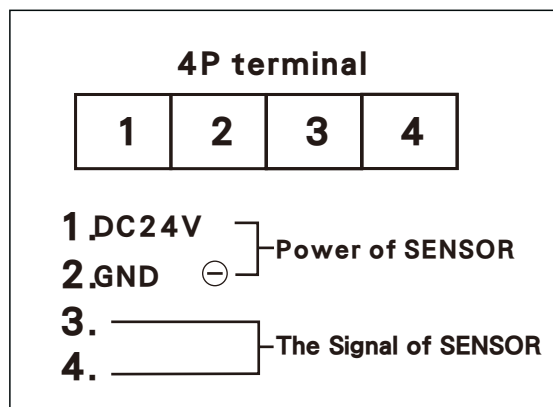 4P terminal
1 2 3 4
1.DC24V
Power of SENSOR
2.GND ⊖
3.
The Signal of SENSOR
4.